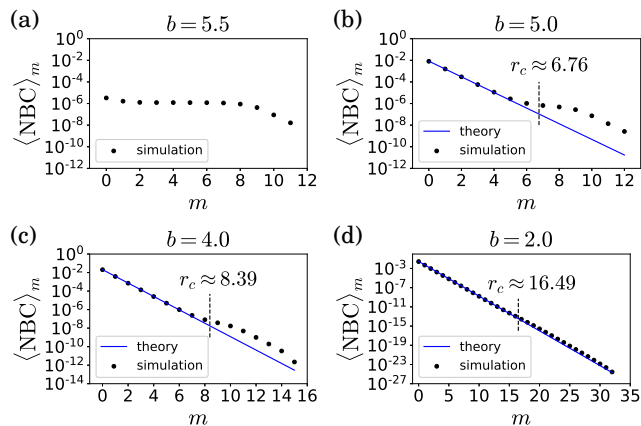 (a)
b = 5.5
10^0
10^-2
10^-4
10^-6
10^-8
10^-10
10^-12
⟨NBC⟩_m
simulation
0 2 4 6 8 10 12
m
(b)
b = 5.0
10^0
10^-2
10^-4
10^-6
10^-8
10^-10
10^-12
⟨NBC⟩_m
r_c ≈ 6.76
theory
simulation
0 2 4 6 8 10 12
m
(c)
b = 4.0
10^0
10^-2
10^-4
10^-6
10^-8
10^-10
10^-12
10^-14
⟨NBC⟩_m
r_c ≈ 8.39
theory
simulation
0 2 4 6 8 10 12 14 16
m
(d)
b = 2.0
10^-3
10^-7
10^-11
10^-15
10^-19
10^-23
10^-27
⟨NBC⟩_m
r_c ≈ 16.49
theory
simulation
0 5 10 15 20 25 30 35
m